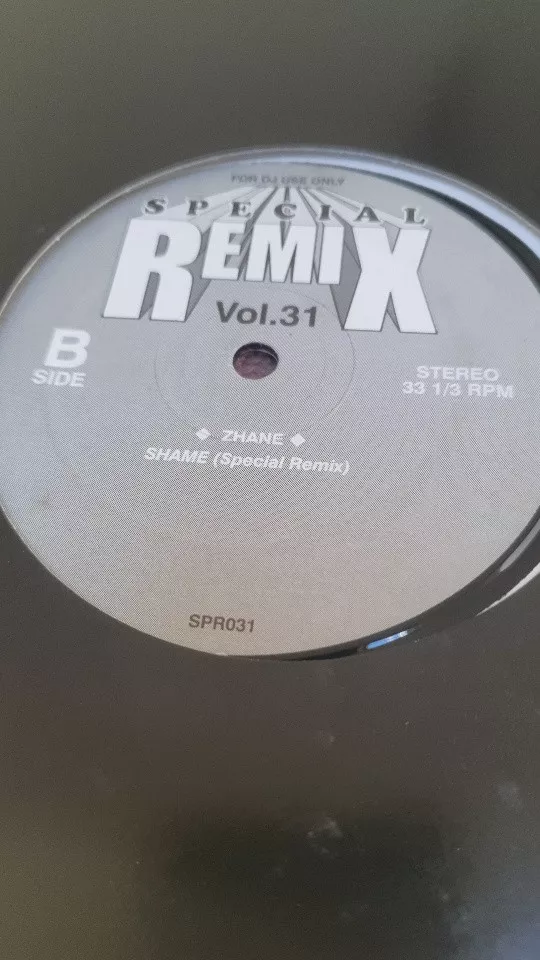 FOR DJ USE ONLY
SPECIAL
REMIX
Vol.31
B
SIDE
STEREO
33 1/3 RPM
ZHANE
SHAME (Special Remix)
SPR031